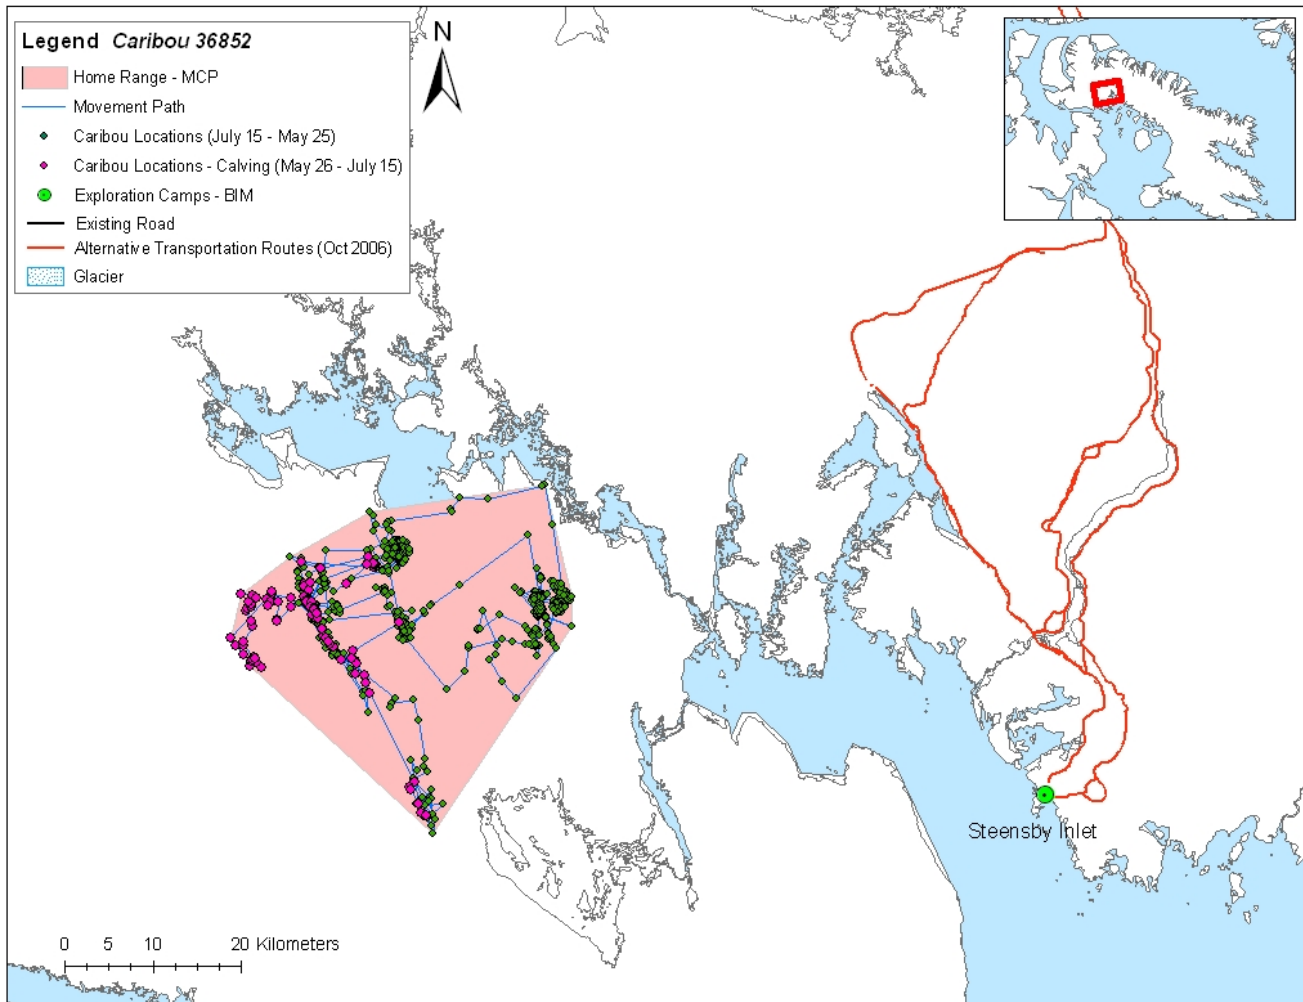 Legend Caribou 36852
Home Range - MCP
Movement Path
Caribou Locations (July 15 - May 25)
Caribou Locations - Calving (May 26 - July 15)
Exploration Camps - BIM
Existing Road
Alternative Transportation Routes (Oct 2006)
Glacier
N
Steensby Inlet
0 5 10 20 Kilometers